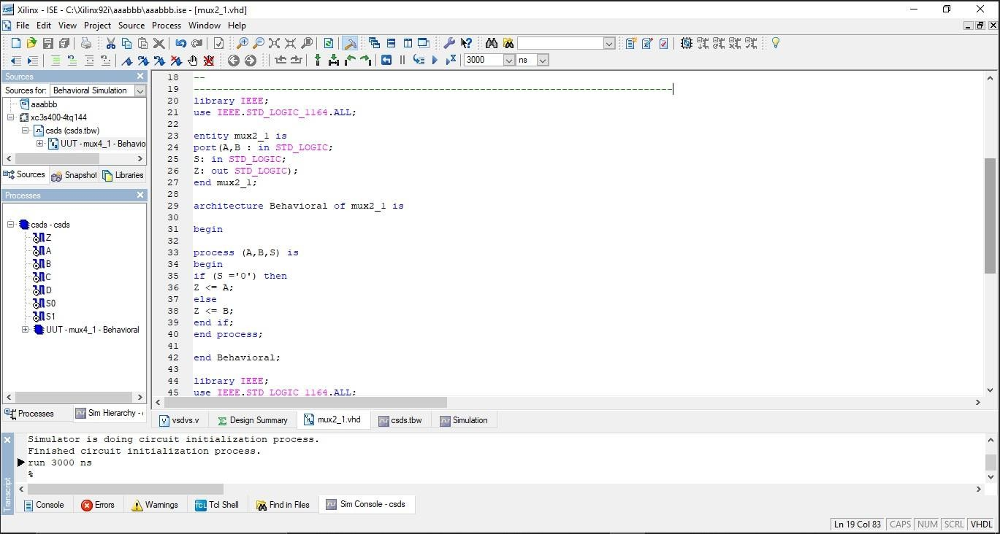 Xilinx - ISE - C:\Xilinx92i\aaabbb\aaabbb.ise - [mux2_1.vhd]
File Edit View Project Source Process Window Help
3000 ns
Sources
Sources for: Behavioral Simulation
aaabbb
xc3s400-4tq144
csds (csds.tbw)
UUT - mux4_1 - Behavio
Sources Snapshot Libraries
Processes
csds - csds
Z
A
B
C
D
S0
S1
UUT - mux4_1 - Behavioral
Processes Sim Hierarchy -
18 --
19 ----------------------------------------------------------------------------------
20 library IEEE;
21 use IEEE.STD_LOGIC_1164.ALL;
22
23 entity mux2_1 is
24 port(A,B : in STD_LOGIC;
25 S: in STD_LOGIC;
26 Z: out STD_LOGIC);
27 end mux2_1;
28
29 architecture Behavioral of mux2_1 is
30
31 begin
32
33 process (A,B,S) is
34 begin
35 if (S ='0') then
36 Z <= A;
37 else
38 Z <= B;
39 end if;
40 end process;
41
42 end Behavioral;
43
44 library IEEE;
45 use IEEE.STD_LOGIC_1164.ALL;
vsdvs.v Design Summary mux2_1.vhd csds.tbw Simulation
Simulator is doing circuit initialization process.
Finished circuit initialization process.
run 3000 ns
%
Transcript
Console Errors Warnings Tcl Shell Find in Files Sim Console - csds
Ln 19 Col 83 CAPS NUM SCRL VHDL